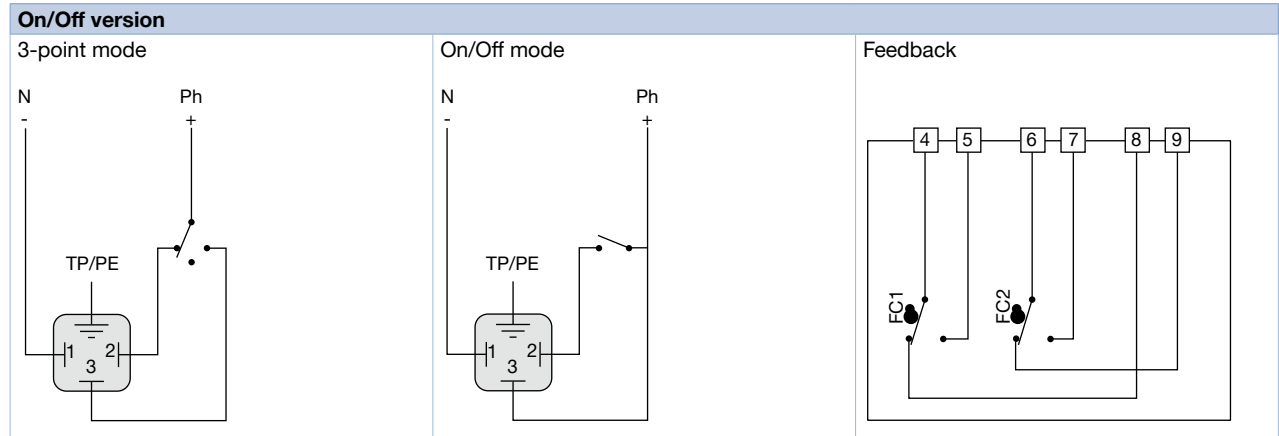 On/Off version
3-point mode
N Ph
- +
TP/PE
1 2
3
On/Off mode
N Ph
- +
TP/PE
1 2
3
Feedback
4 5 6 7 8 9
FC1 FC2